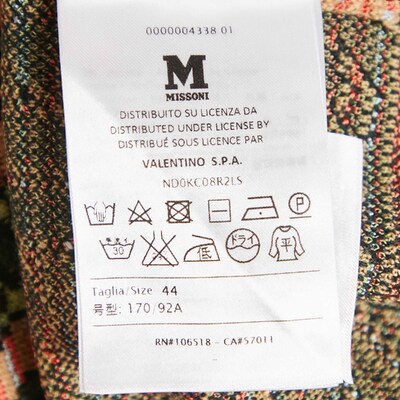 0000004338 01
M
MISSONI
DISTRIBUITO SU LICENZA DA
DISTRIBUTED UNDER LICENSE BY
DISTRIBUÉ SOUS LICENCE PAR
VALENTINO S.P.A.
ND0KC08R2LS
P
30 低 ドライ 平
Taglia/Size 44
号型: 170/92A
RN#106518 - CA#57011